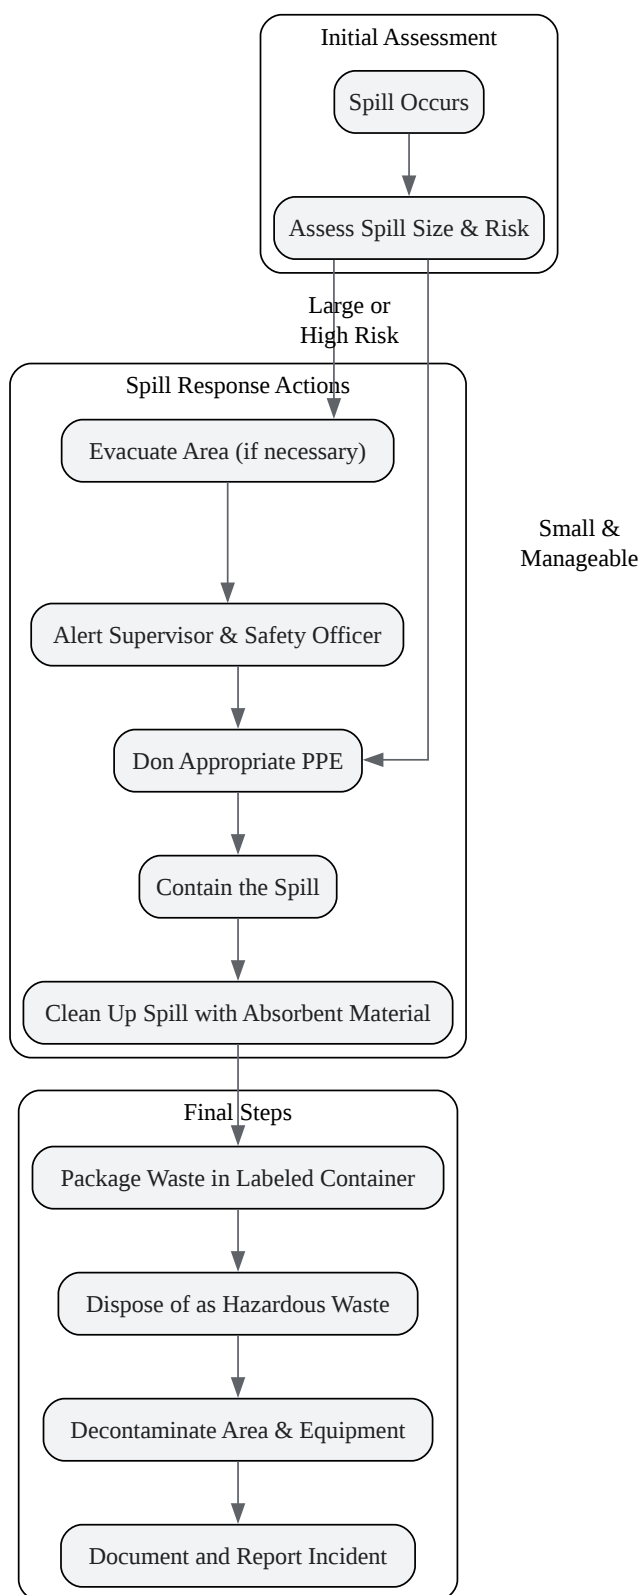 Initial Assessment
Spill Occurs
Assess Spill Size & Risk
Large or
High Risk
Spill Response Actions
Evacuate Area (if necessary)
Small &
Manageable
Alert Supervisor & Safety Officer
Don Appropriate PPE
Contain the Spill
Clean Up Spill with Absorbent Material
Final Steps
Package Waste in Labeled Container
Dispose of as Hazardous Waste
Decontaminate Area & Equipment
Document and Report Incident